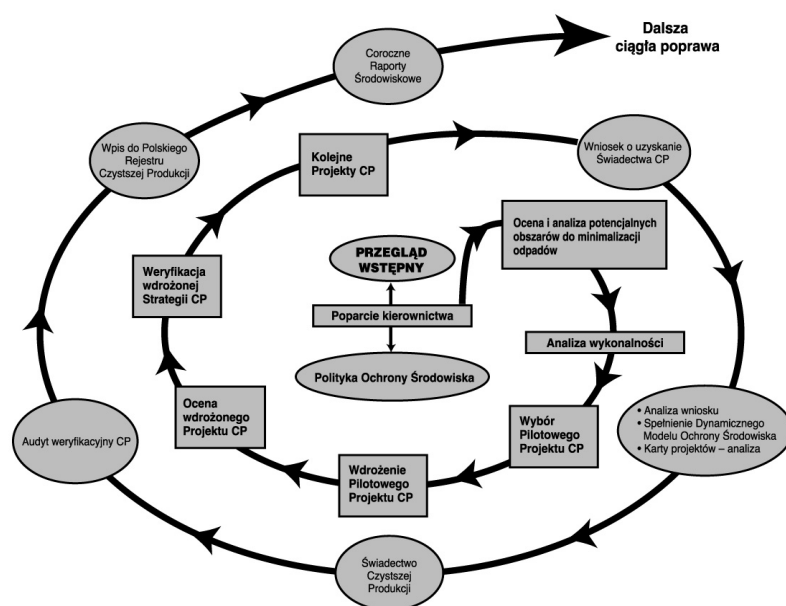 Dalsza
ciągła poprawa
Coroczne
Raporty
Środowiskowe
Wpis do Polskiego
Rejestru
Czystszej Produkcji
Kolejne
Projekty CP
Wniosek o uzyskanie
Świadectwa CP
Ocena i analiza potencjalnych
obszarów do minimalizacji
odpadów
PRZEGLĄD
WSTĘPNY
Weryfikacja
wdrożonej
Strategii CP
Poparcie kierownictwa
Analiza wykonalności
Polityka Ochrony Środowiska
Ocena
wdrożonego
Projektu CP
Wybór
Pilotowego
Projektu CP
• Analiza wniosku
• Spełnienie Dynamicznego
Modelu Ochrony Środowiska
• Karty projektów – analiza
Audyt weryfikacyjny CP
Wdrożenie
Pilotowego
Projektu CP
Świadectwo
Czystszej
Produkcji